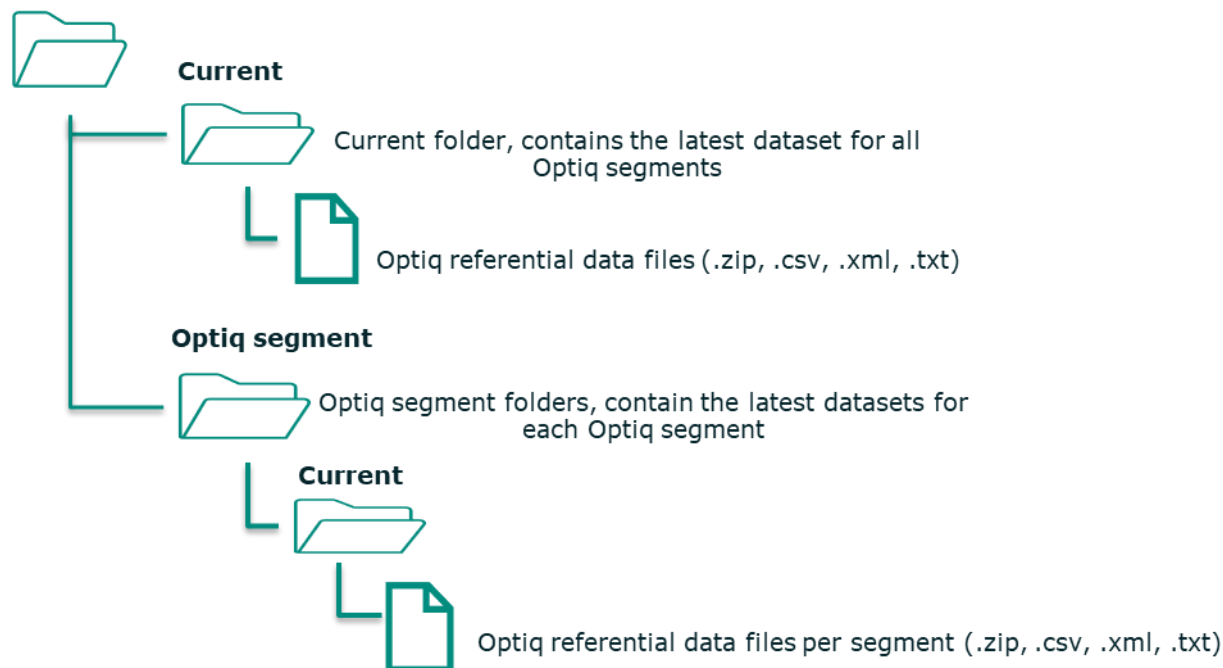 Current
Current folder, contains the latest dataset for all
Optiq segments
Optiq referential data files (.zip, .csv, .xml, .txt)
Optiq segment
Optiq segment folders, contain the latest datasets for
each Optiq segment
Current
Optiq referential data files per segment (.zip, .csv, .xml, .txt)